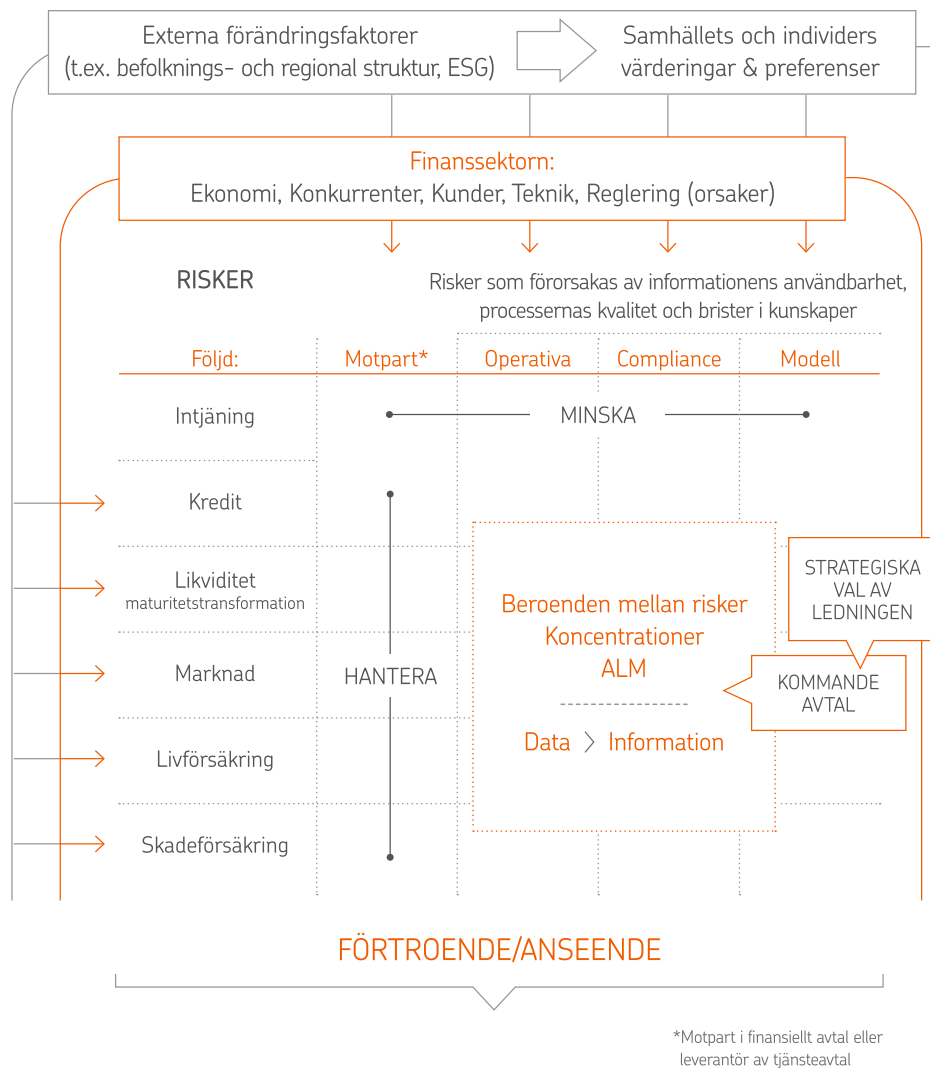 Externa förändringsfaktorer
(t.ex. befolknings- och regional struktur, ESG)
Samhällets och individers
värderingar & preferenser
Finanssektorn:
Ekonomi, Konkurrenter, Kunder, Teknik, Reglering (orsaker)
RISKER
Risker som förorsakas av informationens användbarhet,
processernas kvalitet och brister i kunskaper
Följd:
Motpart*
Operativa
Compliance
Modell
Intjäning
MINSKA
Kredit
Likviditet
maturitetstransformation
Marknad
HANTERA
Livförsäkring
Skadeförsäkring
Beroenden mellan risker
Koncentrationer
ALM
Data > Information
STRATEGISKA
VAL AV
LEDNINGEN
KOMMANDE
AVTAL
FÖRTROENDE/ANSEENDE
*Motpart i finansiellt avtal eller
leverantör av tjänsteavtal